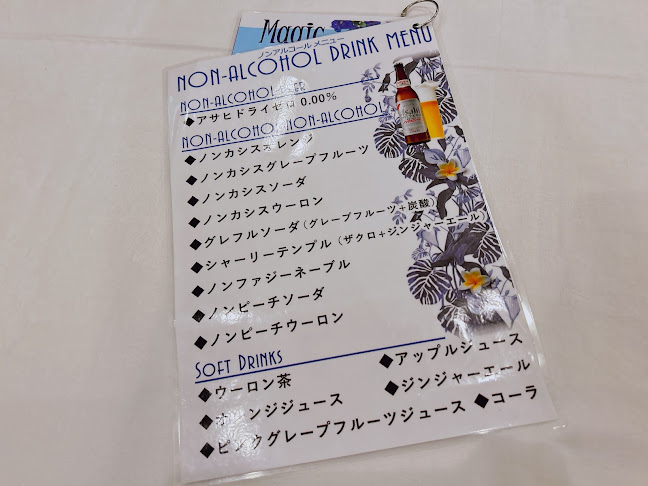 Magic
ノンアルコール メニュー
NON-ALCOHOL DRINK MENU
NON-ALCOHOL BEER
◆アサヒドライゼロ 0.00%
NON-ALCOHOL NON-ALCOHOL
◆ノンカシスオレンジ
◆ノンカシスグレープフルーツ
◆ノンカシスソーダ
◆ノンカシスウーロン
◆グレフルソーダ(グレープフルーツ+炭酸)
◆シャーリーテンプル(ザクロ+ジンジャーエール)
◆ノンファジーネーブル
◆ノンピーチソーダ
◆ノンピーチウーロン
SOFT DRINKS
◆ウーロン茶 ◆アップルジュース
◆オレンジジュース ◆ジンジャーエール
◆ピンクグレープフルーツジュース ◆コーラ